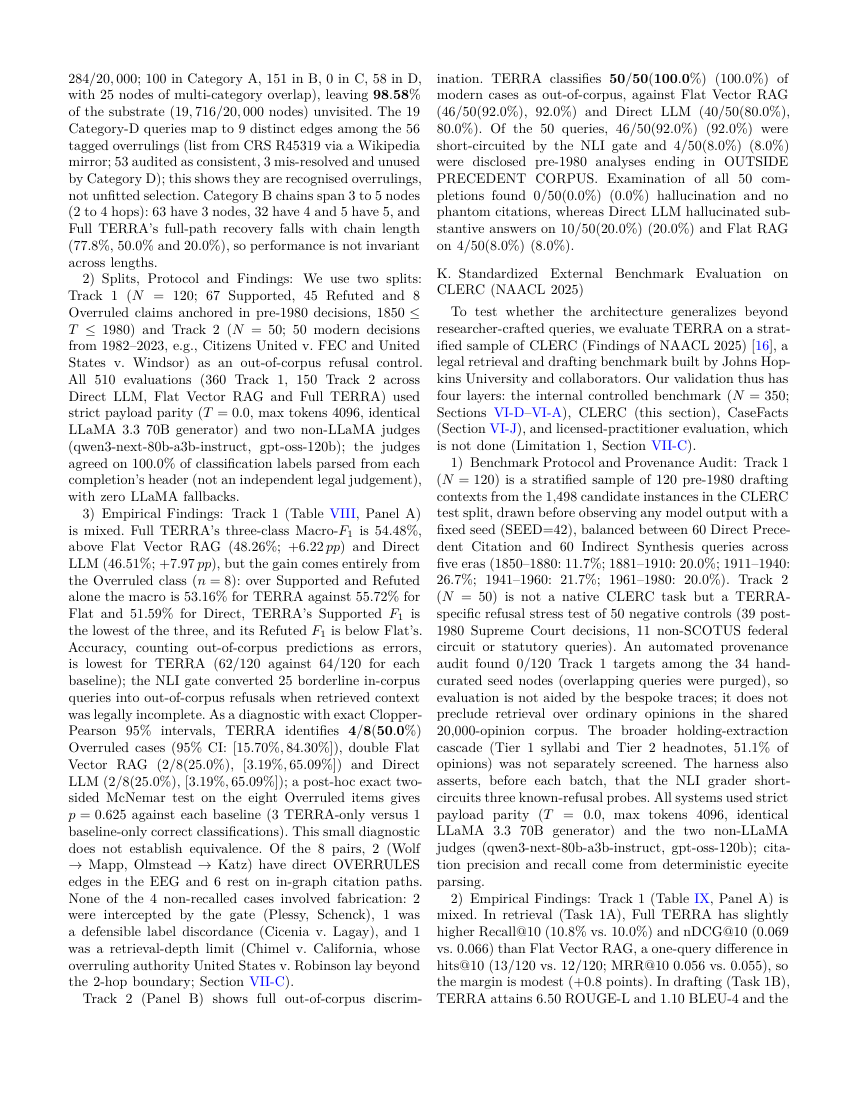 284/20,000; 100 in Category A, 151 in B, 0 in C, 58 in D,
with 25 nodes of multi-category overlap), leaving 98.58%
of the substrate (19,716/20,000 nodes) unvisited. The 19
Category-D queries map to 9 distinct edges among the 56
tagged overrulings (list from CRS R45319 via a Wikipedia
mirror; 53 audited as consistent, 3 mis-resolved and unused
by Category D); this shows they are recognised overrulings,
not unfitted selection. Category B chains span 3 to 5 nodes
(2 to 4 hops): 63 have 3 nodes, 32 have 4 and 5 have 5, and
Full TERRA's full-path recovery falls with chain length
(77.8%, 50.0% and 20.0%), so performance is not invariant
across lengths.
2) Splits, Protocol and Findings: We use two splits:
Track 1 (N = 120; 67 Supported, 45 Refuted and 8
Overruled claims anchored in pre-1980 decisions, 1850 ≤
T ≤ 1980) and Track 2 (N = 50; 50 modern decisions
from 1982–2023, e.g., Citizens United v. FEC and United
States v. Windsor) as an out-of-corpus refusal control.
All 510 evaluations (360 Track 1, 150 Track 2 across
Direct LLM, Flat Vector RAG and Full TERRA) used
strict payload parity (T = 0.0, max tokens 4096, identical
LLaMA 3.3 70B generator) and two non-LLaMA judges
(qwen3-next-80b-a3b-instruct, gpt-oss-120b); the judges
agreed on 100.0% of classification labels parsed from each
completion's header (not an independent legal judgement),
with zero LLaMA fallbacks.
3) Empirical Findings: Track 1 (Table VIII, Panel A)
is mixed. Full TERRA's three-class Macro-F1 is 54.48%,
above Flat Vector RAG (48.26%; +6.22 pp) and Direct
LLM (46.51%; +7.97 pp), but the gain comes entirely from
the Overruled class (n = 8): over Supported and Refuted
alone the macro is 53.16% for TERRA against 55.72% for
Flat and 51.59% for Direct, TERRA's Supported F1 is
the lowest of the three, and its Refuted F1 is below Flat's.
Accuracy, counting out-of-corpus predictions as errors,
is lowest for TERRA (62/120 against 64/120 for each
baseline); the NLI gate converted 25 borderline in-corpus
queries into out-of-corpus refusals when retrieved context
was legally incomplete. As a diagnostic with exact Clopper-
Pearson 95% intervals, TERRA identifies 4/8(50.0%)
Overruled cases (95% CI: [15.70%, 84.30%]), double Flat
Vector RAG (2/8(25.0%), [3.19%, 65.09%]) and Direct
LLM (2/8(25.0%), [3.19%, 65.09%]); a post-hoc exact two-
sided McNemar test on the eight Overruled items gives
p = 0.625 against each baseline (3 TERRA-only versus 1
baseline-only correct classifications). This small diagnostic
does not establish equivalence. Of the 8 pairs, 2 (Wolf
→ Mapp, Olmstead → Katz) have direct OVERRULES
edges in the EEG and 6 rest on in-graph citation paths.
None of the 4 non-recalled cases involved fabrication: 2
were intercepted by the gate (Plessy, Schenck), 1 was
a defensible label discordance (Cicenia v. Lagay), and 1
was a retrieval-depth limit (Chimel v. California, whose
overruling authority United States v. Robinson lay beyond
the 2-hop boundary; Section VII-C).
Track 2 (Panel B) shows full out-of-corpus discrim-
ination. TERRA classifies 50/50(100.0%) (100.0%) of
modern cases as out-of-corpus, against Flat Vector RAG
(46/50(92.0%), 92.0%) and Direct LLM (40/50(80.0%),
80.0%). Of the 50 queries, 46/50(92.0%) (92.0%) were
short-circuited by the NLI gate and 4/50(8.0%) (8.0%)
were disclosed pre-1980 analyses ending in OUTSIDE
PRECEDENT CORPUS. Examination of all 50 com-
pletions found 0/50(0.0%) (0.0%) hallucination and no
phantom citations, whereas Direct LLM hallucinated sub-
stantive answers on 10/50(20.0%) (20.0%) and Flat RAG
on 4/50(8.0%) (8.0%).
K. Standardized External Benchmark Evaluation on
CLERC (NAACL 2025)
To test whether the architecture generalizes beyond
researcher-crafted queries, we evaluate TERRA on a strat-
ified sample of CLERC (Findings of NAACL 2025) [16], a
legal retrieval and drafting benchmark built by Johns Hop-
kins University and collaborators. Our validation thus has
four layers: the internal controlled benchmark (N = 350;
Sections VI-D–VI-A), CLERC (this section), CaseFacts
(Section VI-J), and licensed-practitioner evaluation, which
is not done (Limitation 1, Section VII-C).
1) Benchmark Protocol and Provenance Audit: Track 1
(N = 120) is a stratified sample of 120 pre-1980 drafting
contexts from the 1,498 candidate instances in the CLERC
test split, drawn before observing any model output with a
fixed seed (SEED=42), balanced between 60 Direct Prece-
dent Citation and 60 Indirect Synthesis queries across
five eras (1850–1880: 11.7%; 1881–1910: 20.0%; 1911–1940:
26.7%; 1941–1960: 21.7%; 1961–1980: 20.0%). Track 2
(N = 50) is not a native CLERC task but a TERRA-
specific refusal stress test of 50 negative controls (39 post-
1980 Supreme Court decisions, 11 non-SCOTUS federal
circuit or statutory queries). An automated provenance
audit found 0/120 Track 1 targets among the 34 hand-
curated seed nodes (overlapping queries were purged), so
evaluation is not aided by the bespoke traces; it does not
preclude retrieval over ordinary opinions in the shared
20,000-opinion corpus. The broader holding-extraction
cascade (Tier 1 syllabi and Tier 2 headnotes, 51.1% of
opinions) was not separately screened. The harness also
asserts, before each batch, that the NLI grader short-
circuits three known-refusal probes. All systems used strict
payload parity (T = 0.0, max tokens 4096, identical
LLaMA 3.3 70B generator) and the two non-LLaMA
judges (qwen3-next-80b-a3b-instruct, gpt-oss-120b); cita-
tion precision and recall come from deterministic eyecite
parsing.
2) Empirical Findings: Track 1 (Table IX, Panel A) is
mixed. In retrieval (Task 1A), Full TERRA has slightly
higher Recall@10 (10.8% vs. 10.0%) and nDCG@10 (0.069
vs. 0.066) than Flat Vector RAG, a one-query difference in
hits@10 (13/120 vs. 12/120; MRR@10 0.056 vs. 0.055), so
the margin is modest (+0.8 points). In drafting (Task 1B),
TERRA attains 6.50 ROUGE-L and 1.10 BLEU-4 and the